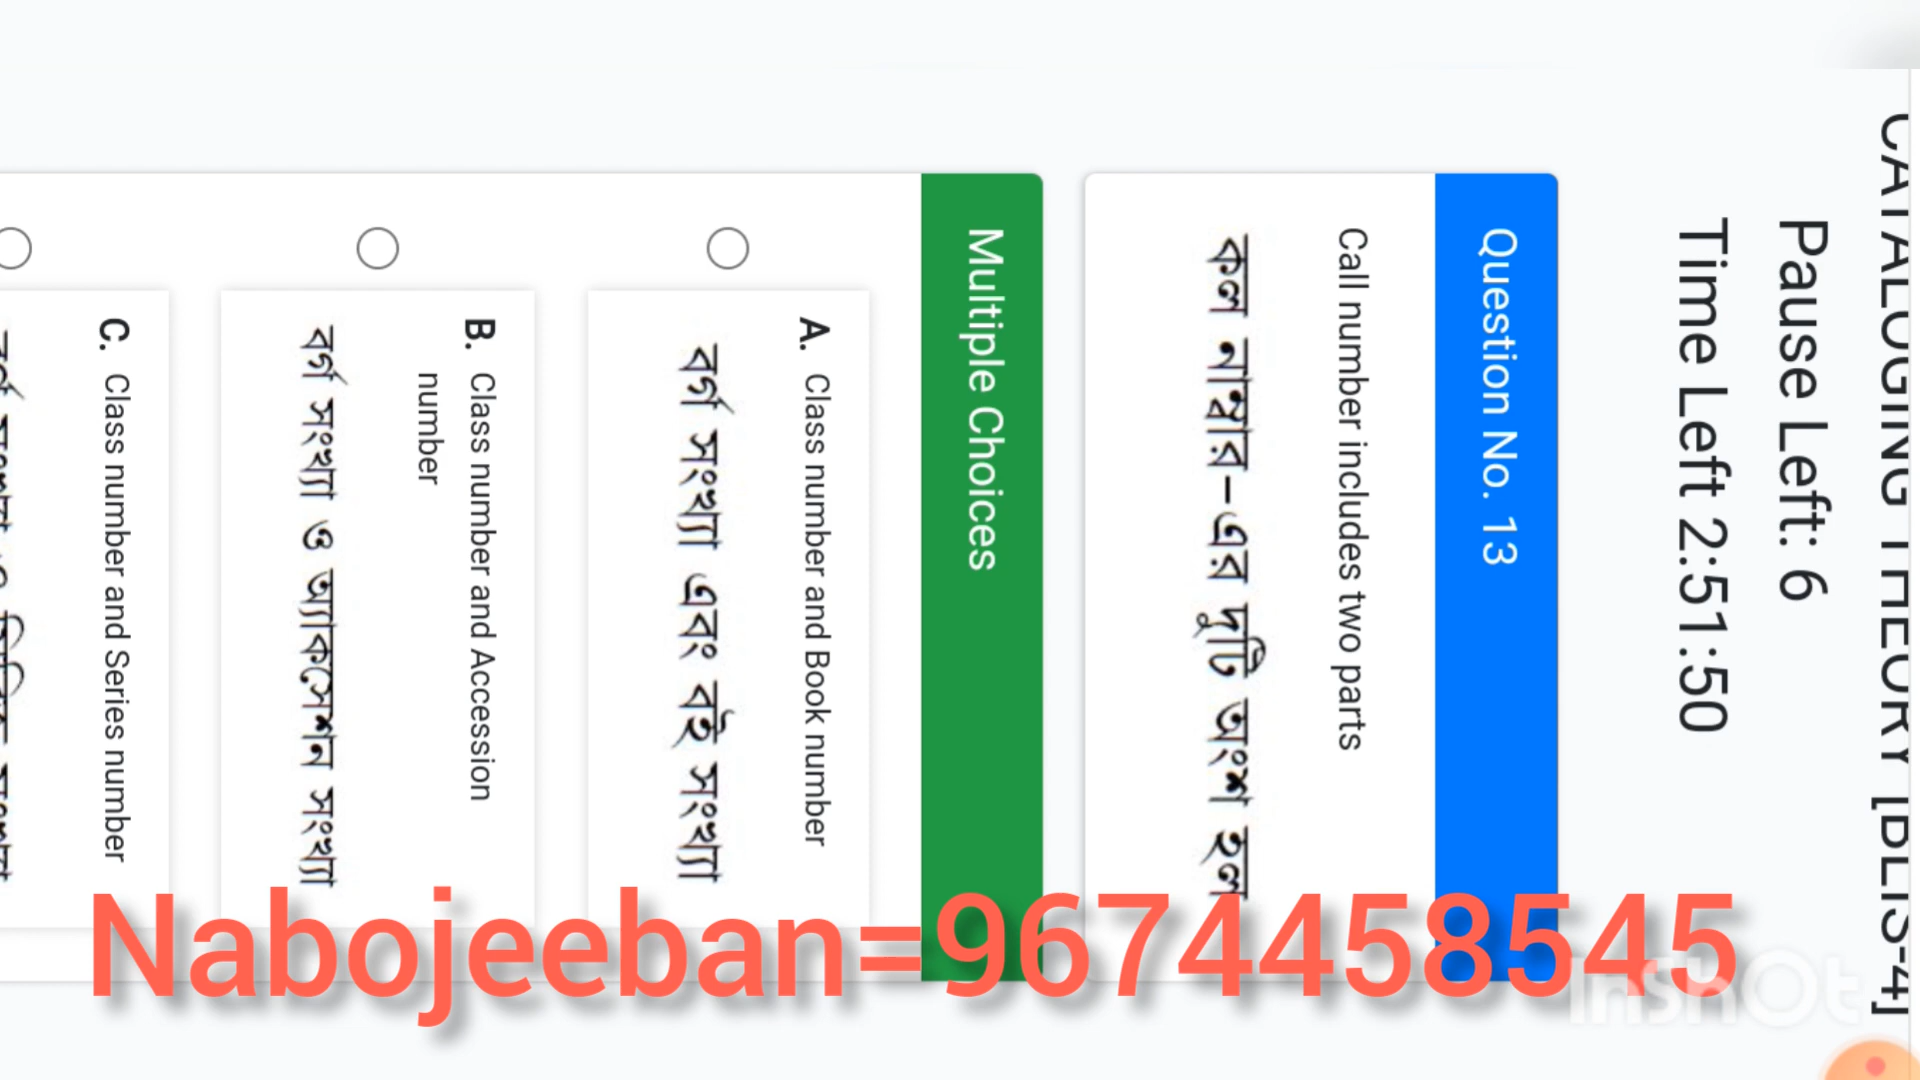 CATALOGING THEORY [BLIS-4]
Pause Left: 6
Time Left 2:51:50
Question No. 13
Call number includes two parts
কল নাম্বার-এর দুটি অংশ হল
Multiple Choices
A. Class number and Book number
বর্গ সংখ্যা এবং বই সংখ্যা
B. Class number and Accession
number
বর্গ সংখ্যা ও অ্যাকসেশন সংখ্যা
C. Class number and Series number
Nabojeeban=9674458545
InShOt